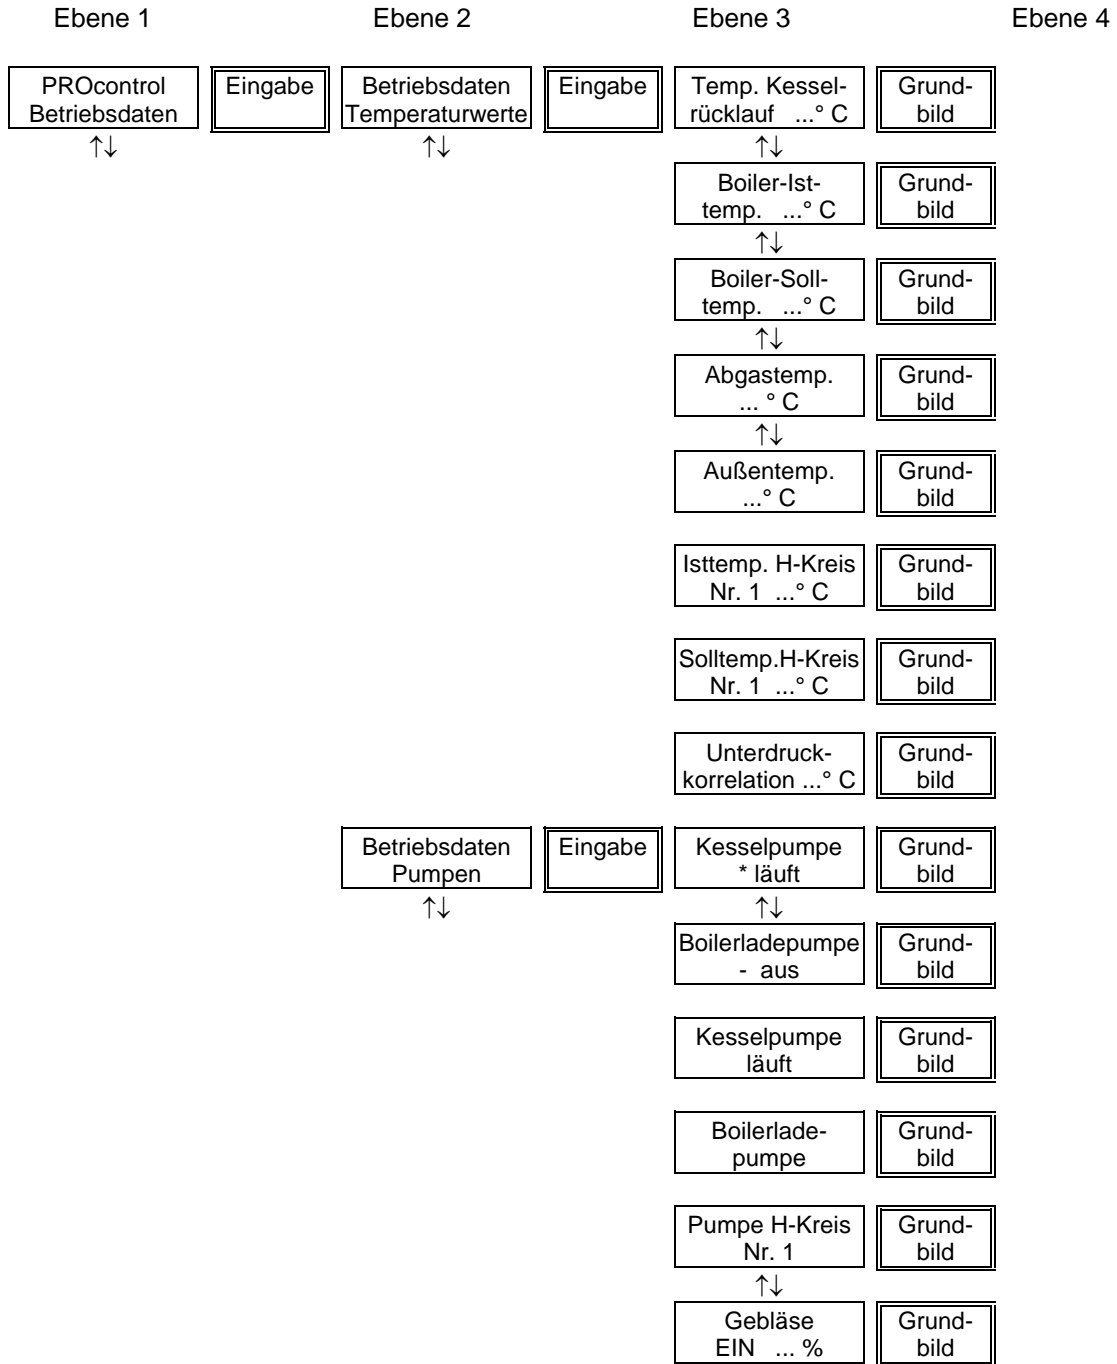 Ebene 1 Ebene 2 Ebene 3 Ebene 4
PROcontrol Eingabe Betriebsdaten Eingabe Temp. Kessel- Grund-
Betriebsdaten Temperaturwerte rücklauf ...° C bild
↑↓ ↑↓ ↑↓
Boiler-Ist- Grund-
temp. ...° C bild
↑↓
Boiler-Soll- Grund-
temp. ...° C bild
↑↓
Abgastemp. Grund-
... ° C bild
↑↓
Außentemp. Grund-
...° C bild
Isttemp. H-Kreis Grund-
Nr. 1 ...° C bild
Solltemp.H-Kreis Grund-
Nr. 1 ...° C bild
Unterdruck- Grund-
korrelation ...° C bild
Betriebsdaten Eingabe Kesselpumpe Grund-
Pumpen * läuft bild
↑↓ ↑↓
Boilerladepumpe Grund-
- aus bild
Kesselpumpe Grund-
läuft bild
Boilerlade- Grund-
pumpe bild
Pumpe H-Kreis Grund-
Nr. 1 bild
↑↓
Gebläse Grund-
EIN ... % bild